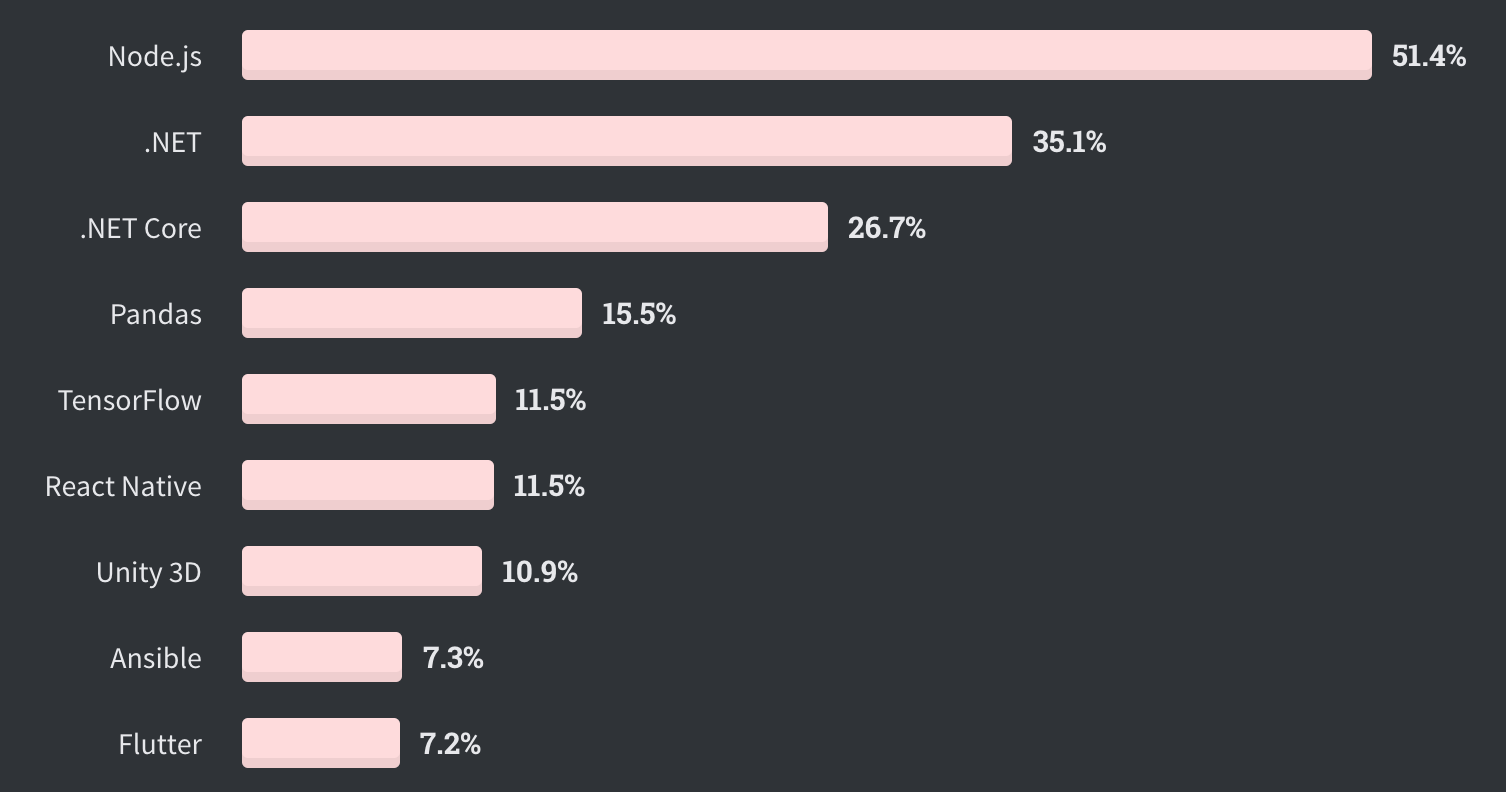 Node.js 51.4%
.NET 35.1%
.NET Core 26.7%
Pandas 15.5%
TensorFlow 11.5%
React Native 11.5%
Unity 3D 10.9%
Ansible 7.3%
Flutter 7.2%